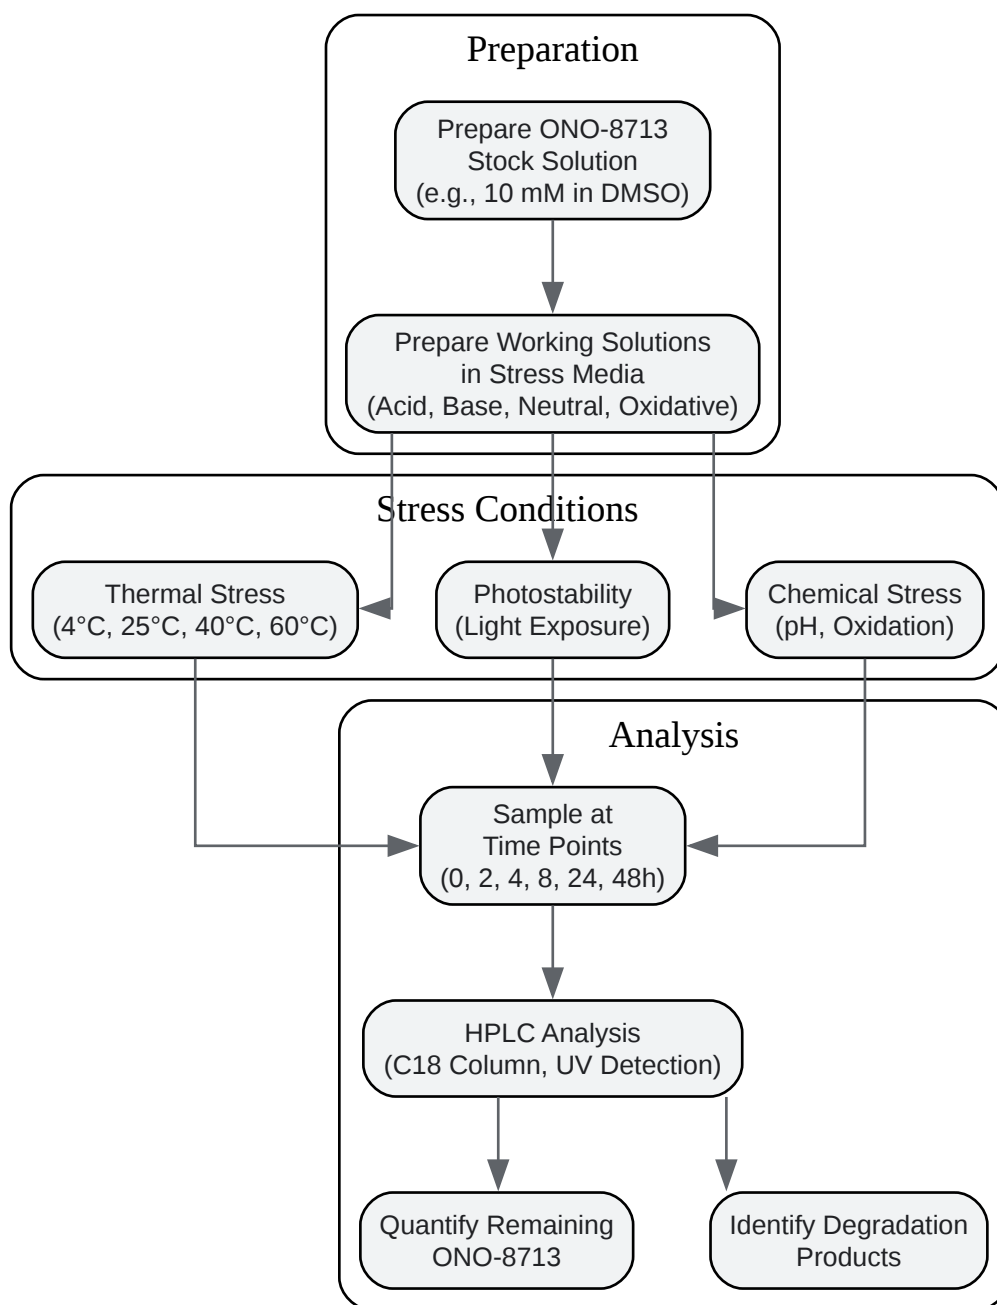 Preparation
Prepare ONO-8713
Stock Solution
(e.g., 10 mM in DMSO)
Prepare Working Solutions
in Stress Media
(Acid, Base, Neutral, Oxidative)
Stress Conditions
Thermal Stress
(4°C, 25°C, 40°C, 60°C)
Photostability
(Light Exposure)
Chemical Stress
(pH, Oxidation)
Analysis
Sample at
Time Points
(0, 2, 4, 8, 24, 48h)
HPLC Analysis
(C18 Column, UV Detection)
Quantify Remaining
ONO-8713
Identify Degradation
Products